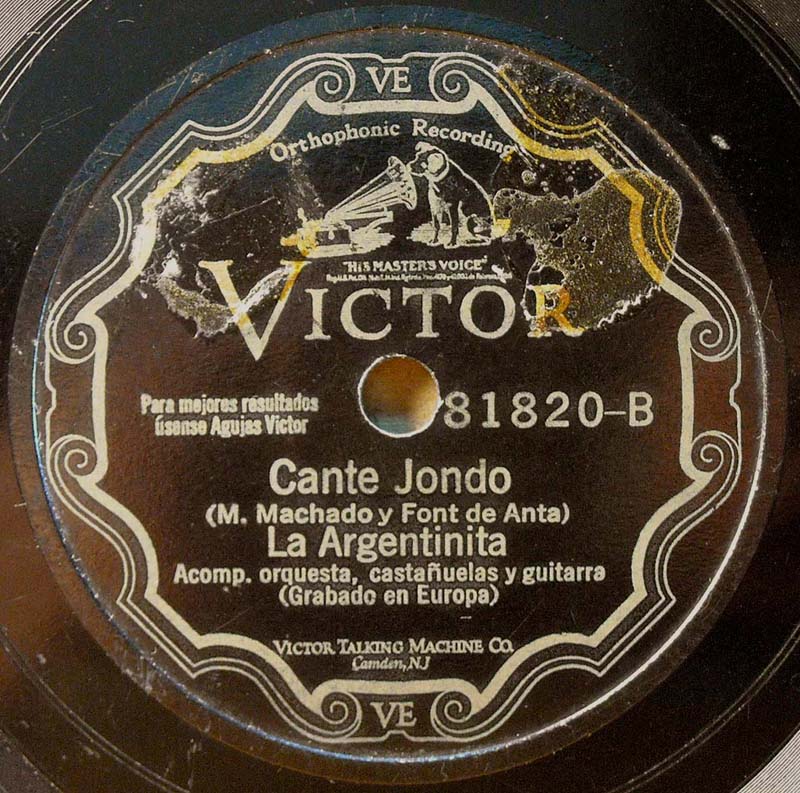 VE
Orthophonic Recording
"HIS MASTER'S VOICE"
VICTOR
Para mejores resultados
úsense Agujas Victor
81820-B
Cante Jondo
(M. Machado y Font de Anta)
La Argentinita
Acomp. orquesta, castañuelas y guitarra
(Grabado en Europa)
VICTOR TALKING MACHINE CO.
Camden, NJ
VE